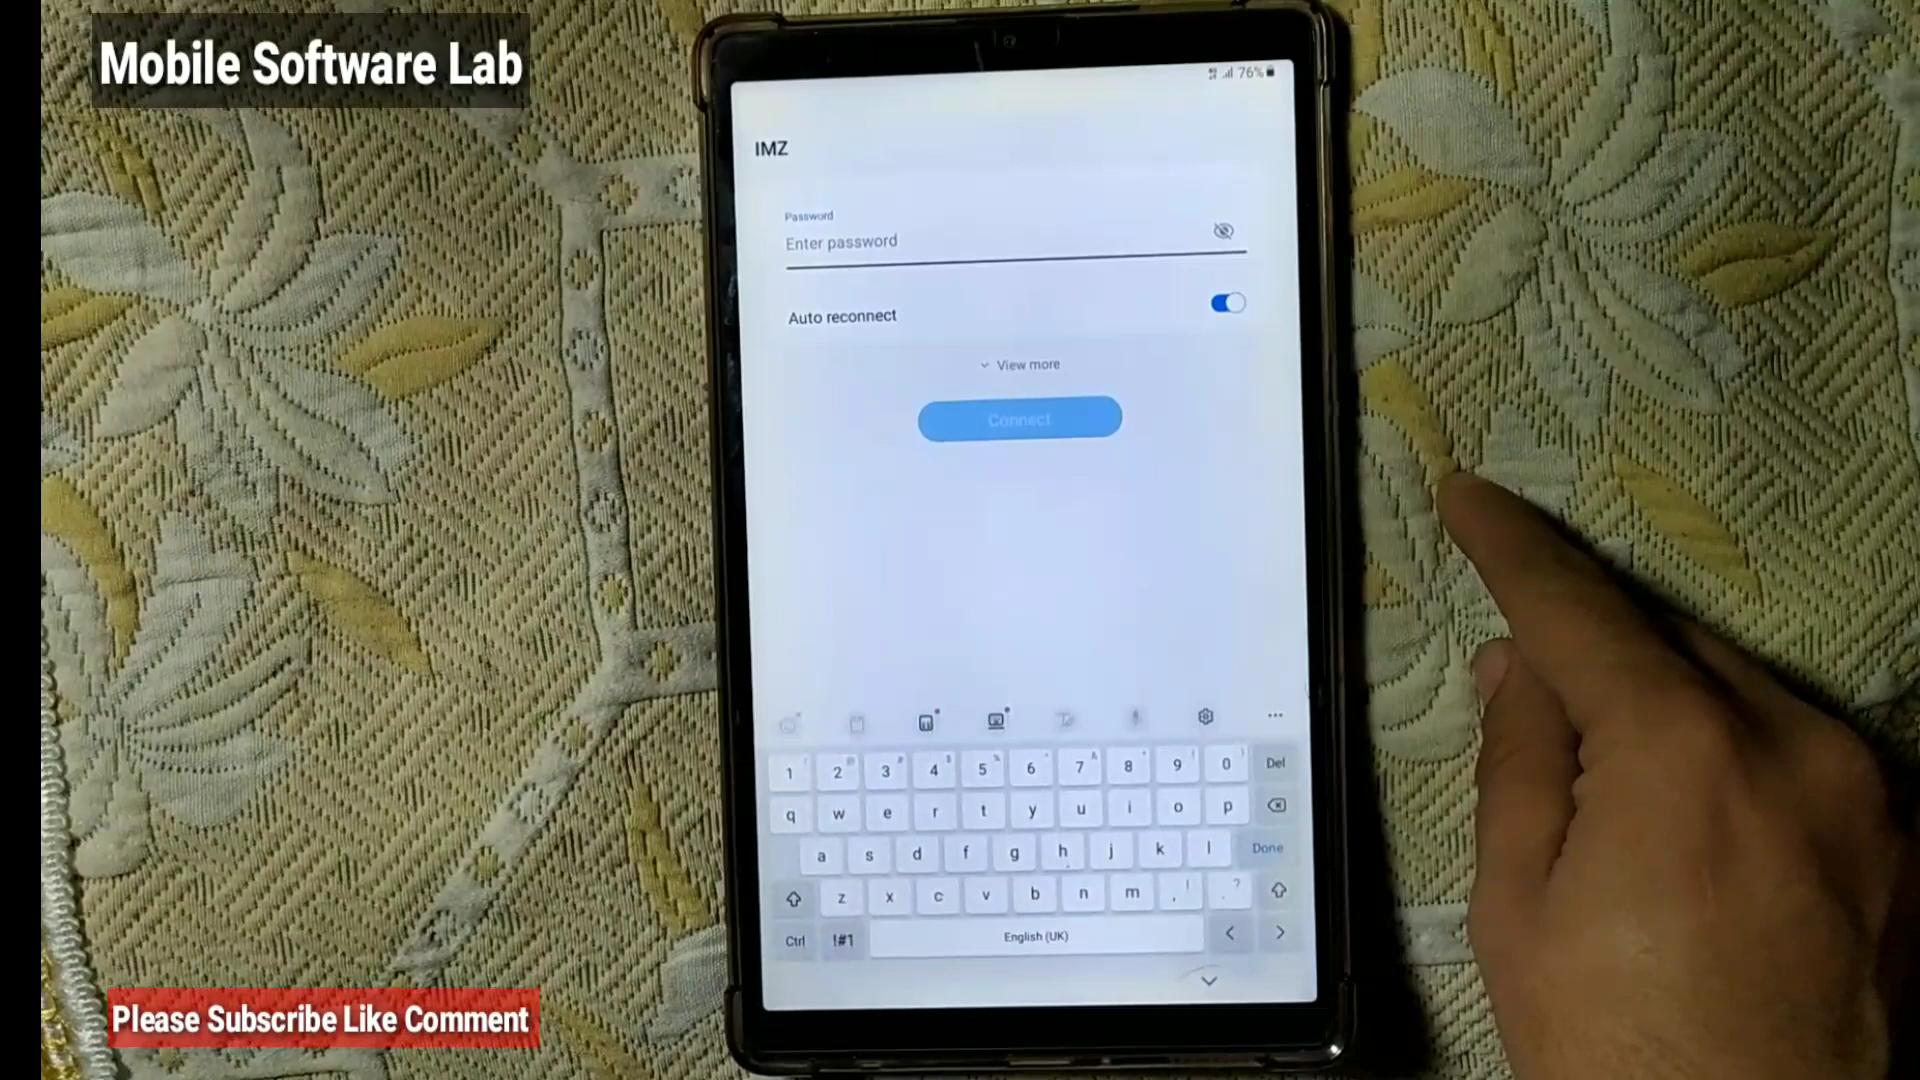 Mobile Software Lab
76%
IMZ
Password
Enter password
Auto reconnect
View more
Connect
1 2 3 4 5 6 7 8 9 0 Del
q w e r t y u i o p
a s d f g h j k l Done
z x c v b n m , ! . ?
Ctrl !#1 English (UK) < >
Please Subscribe Like Comment